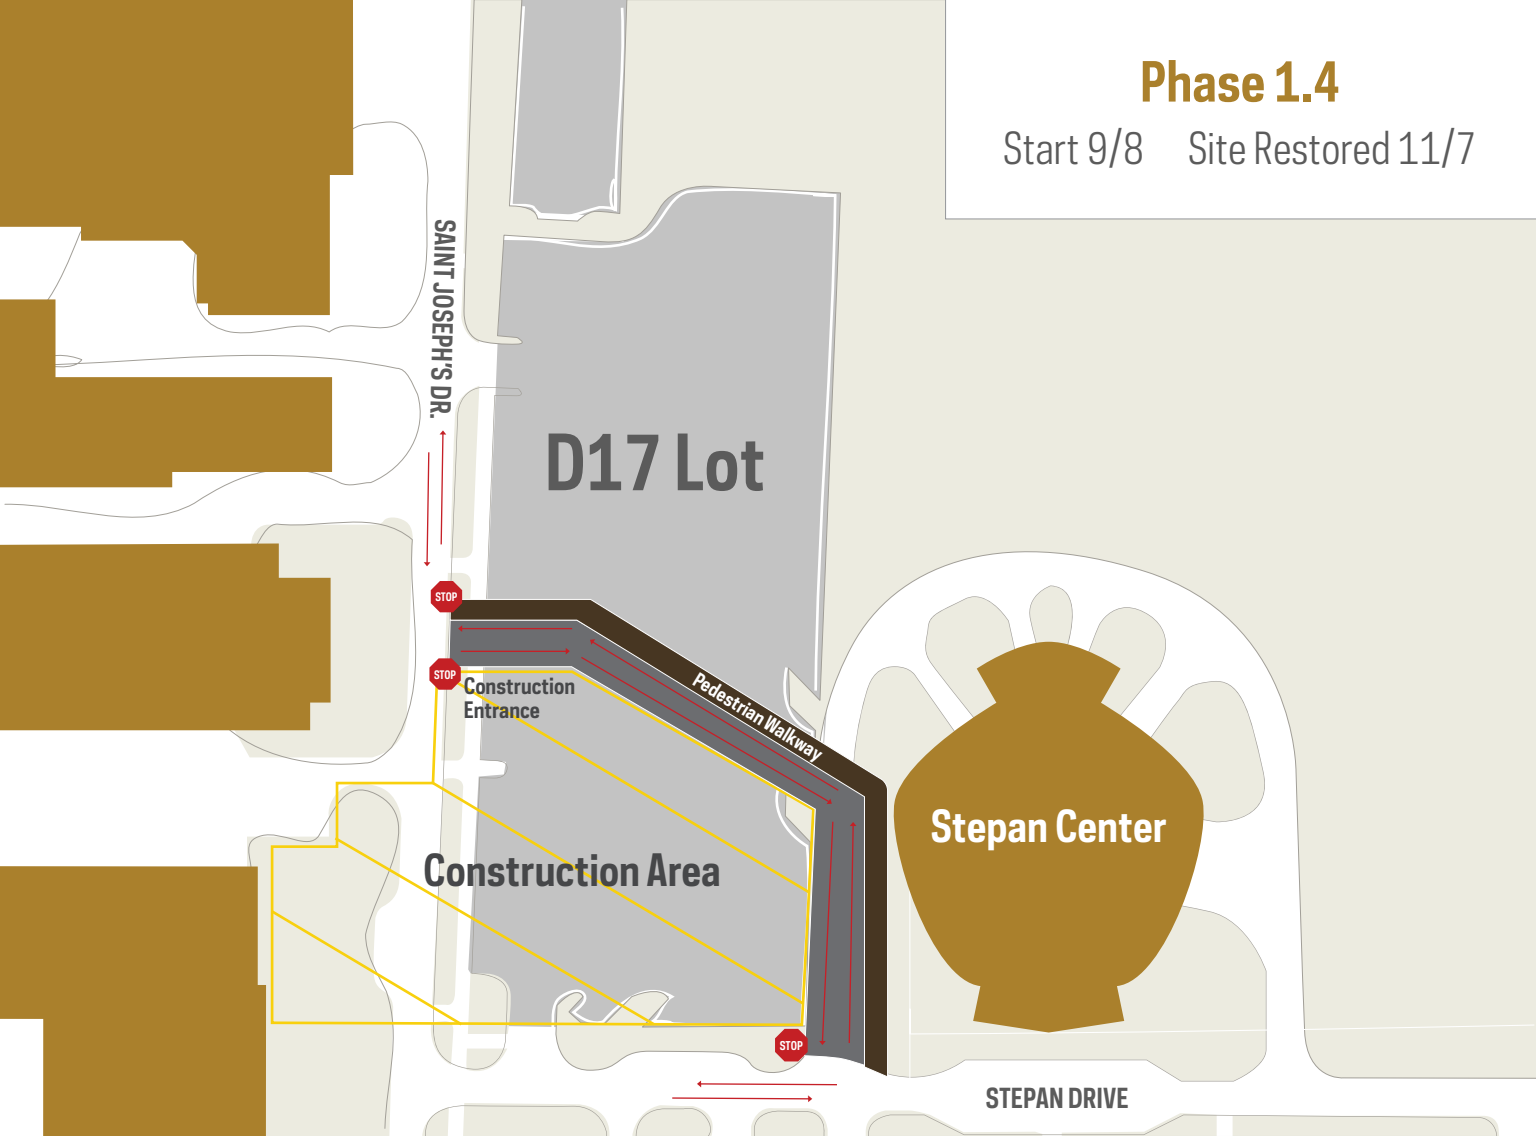 Phase 1.4
Start 9/8 Site Restored 11/7
SAINT JOSEPH'S DR.
D17 Lot
STOP
STOP
Construction
Entrance
Pedestrian Walkway
Stepan Center
Construction Area
STOP
STEPAN DRIVE